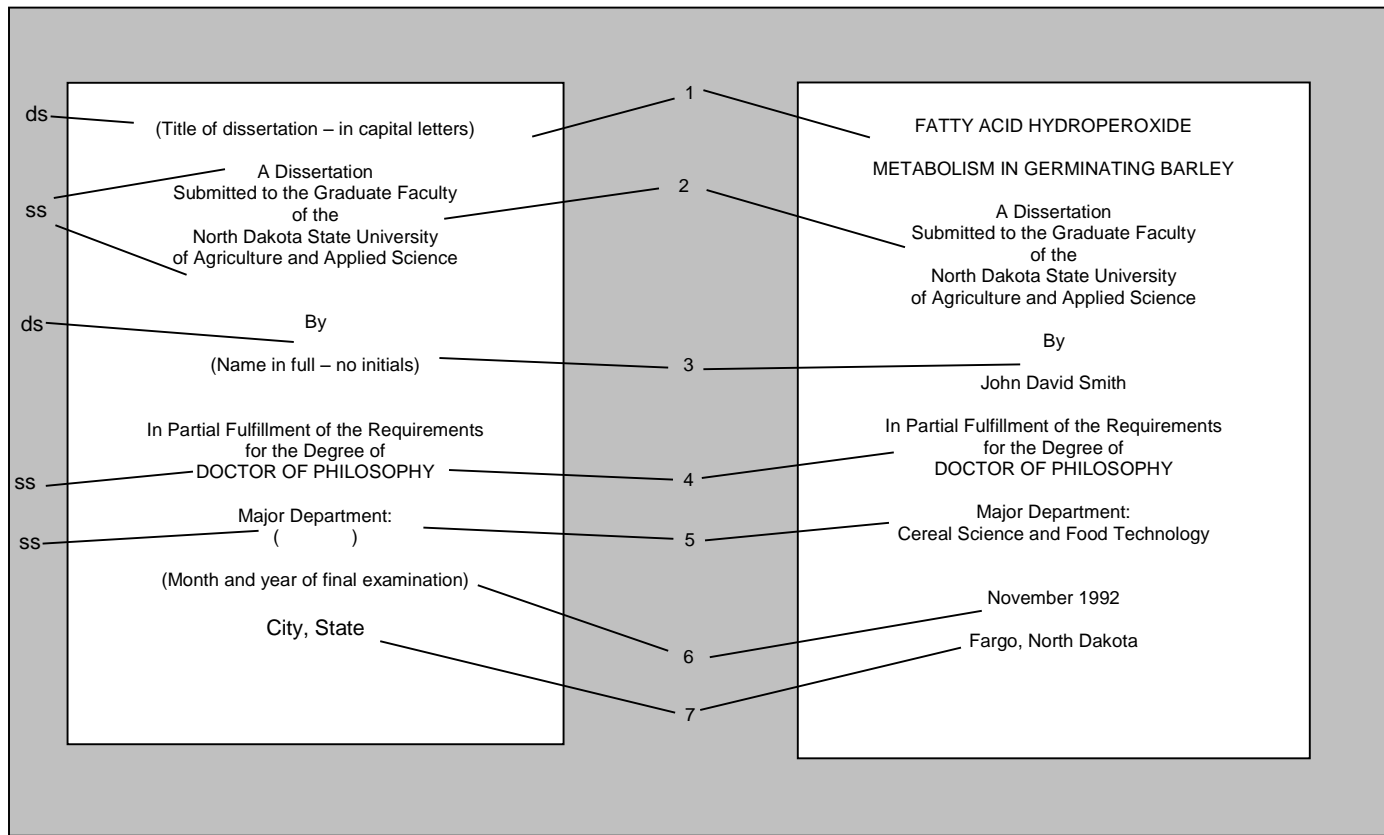 ds
ss
ds
ss
ss
(Title of dissertation – in capital letters)
A Dissertation
Submitted to the Graduate Faculty
of the
North Dakota State University
of Agriculture and Applied Science
By
(Name in full – no initials)
In Partial Fulfillment of the Requirements
for the Degree of
DOCTOR OF PHILOSOPHY
Major Department:
( )
(Month and year of final examination)
City, State
1
2
3
4
5
6
7
FATTY ACID HYDROPEROXIDE
METABOLISM IN GERMINATING BARLEY
A Dissertation
Submitted to the Graduate Faculty
of the
North Dakota State University
of Agriculture and Applied Science
By
John David Smith
In Partial Fulfillment of the Requirements
for the Degree of
DOCTOR OF PHILOSOPHY
Major Department:
Cereal Science and Food Technology
November 1992
Fargo, North Dakota